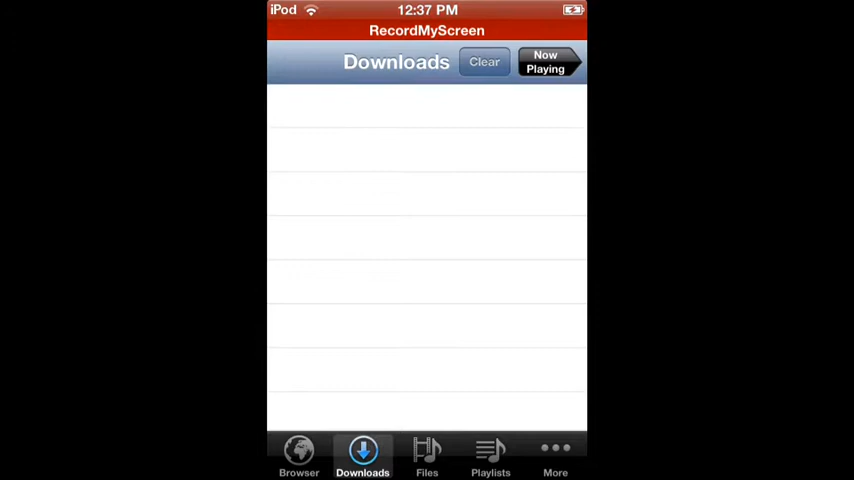 iPod 12:37 PM
RecordMyScreen
Downloads Clear Now
Playing
Browser Downloads Files Playlists More